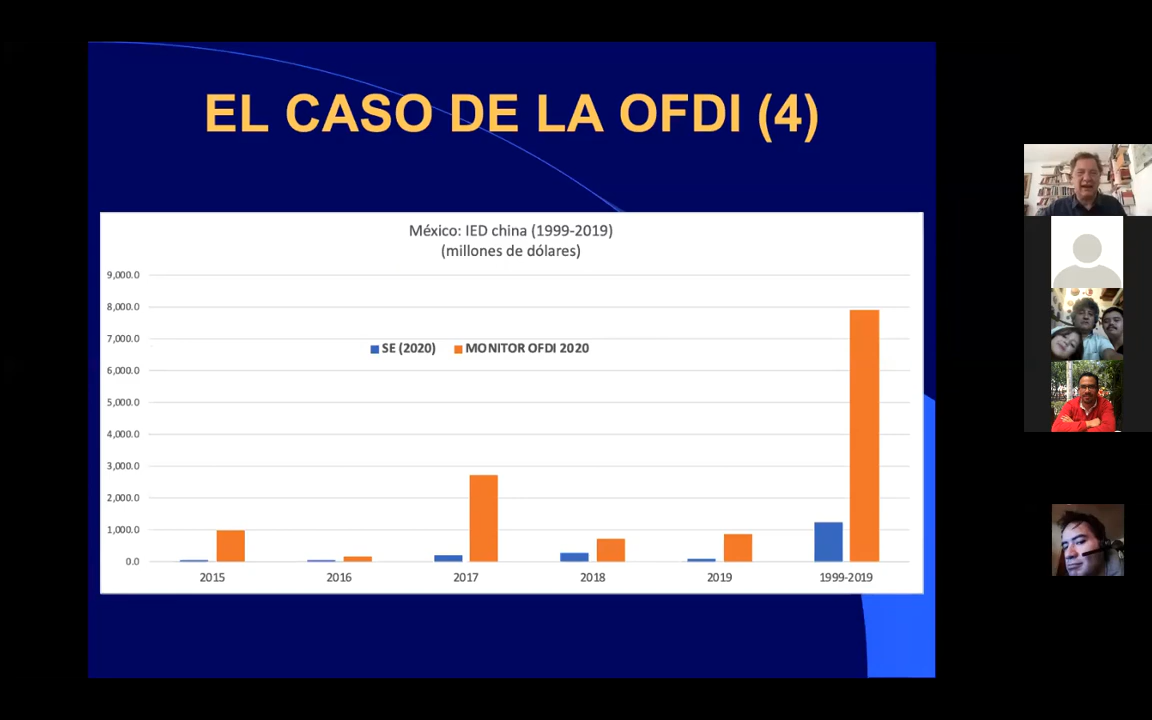 EL CASO DE LA OFDI (4)
México: IED china (1999-2019)
(millones de dólares)
9,000.0
8,000.0
7,000.0
SE (2020) MONITOR OFDI 2020
6,000.0
5,000.0
4,000.0
3,000.0
2,000.0
1,000.0
0.0
2015 2016 2017 2018 2019 1999-2019